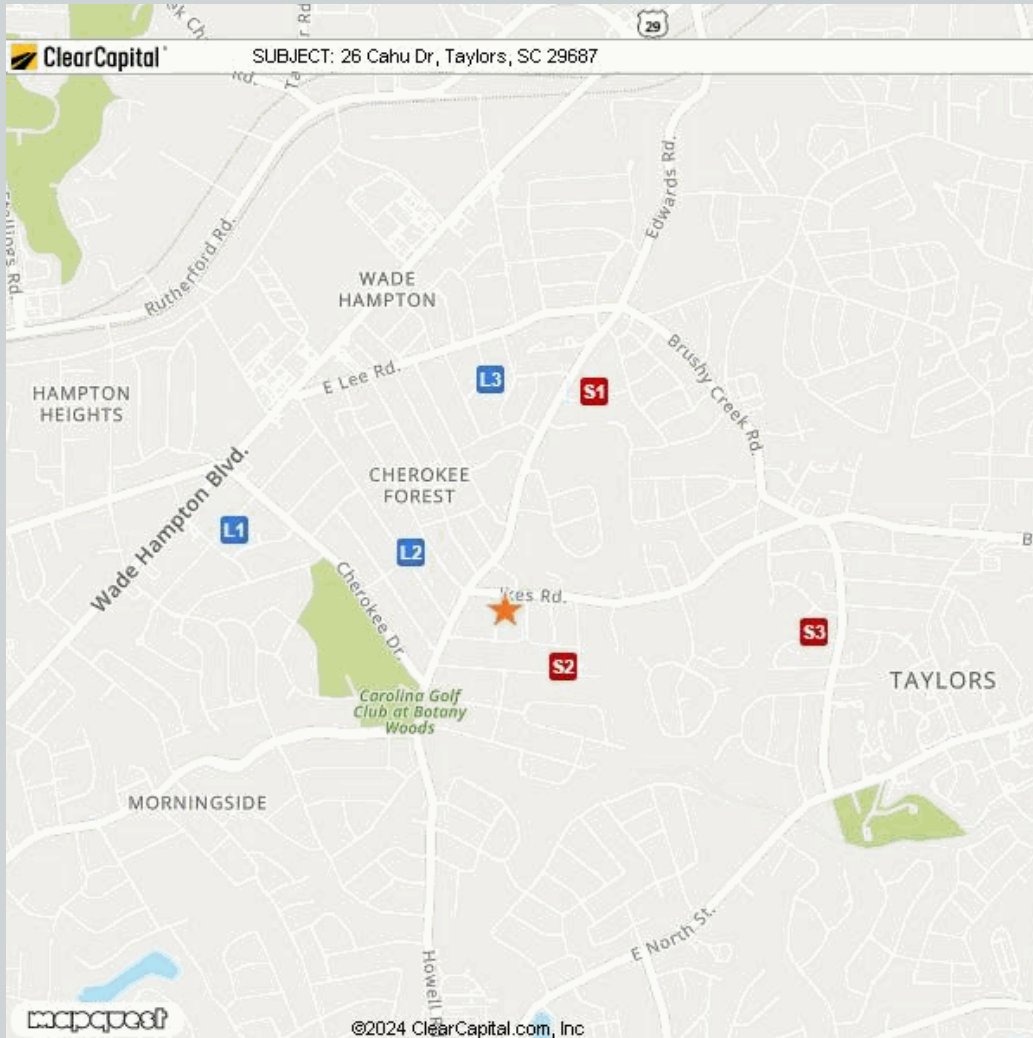 29
ClearCapital
SUBJECT: 26 Cahu Dr, Taylors, SC 29687
Rd.
Edwards Rd.
Rutherford Rd.
WADE
HAMPTON
Brushy Creek Rd.
E Lee Rd.
L3
S1
HAMPTON
HEIGHTS
CHEROKEE
FOREST
Wade Hampton Blvd.
L1
L2
Cherokee Dr.
Rd.
S3
S2
TAYLORS
Carolina Golf
Club at Botany
Woods
MORNINGSIDE
E North St.
Howell
mapquest
©2024 ClearCapital.com, Inc